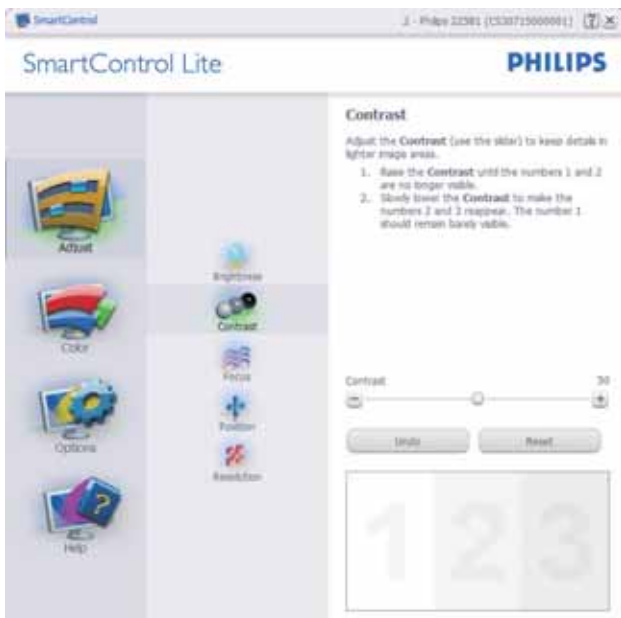 SmartControl
SmartControl Lite
PHILIPS
Contrast
Adjust the Contrast (use the slider) to keep details in
lighter image areas.
1. Raise the Contrast until the numbers 1 and 2
are no longer visible.
2. Slowly lower the Contrast to make the
numbers 2 and 3 reappear. The number 1
should remain barely visible.
Adjust
Color
Options
Help
Brightness
Contrast
Focus
Position
Resolution
Contrast 50
Undo Reset
1 2 3